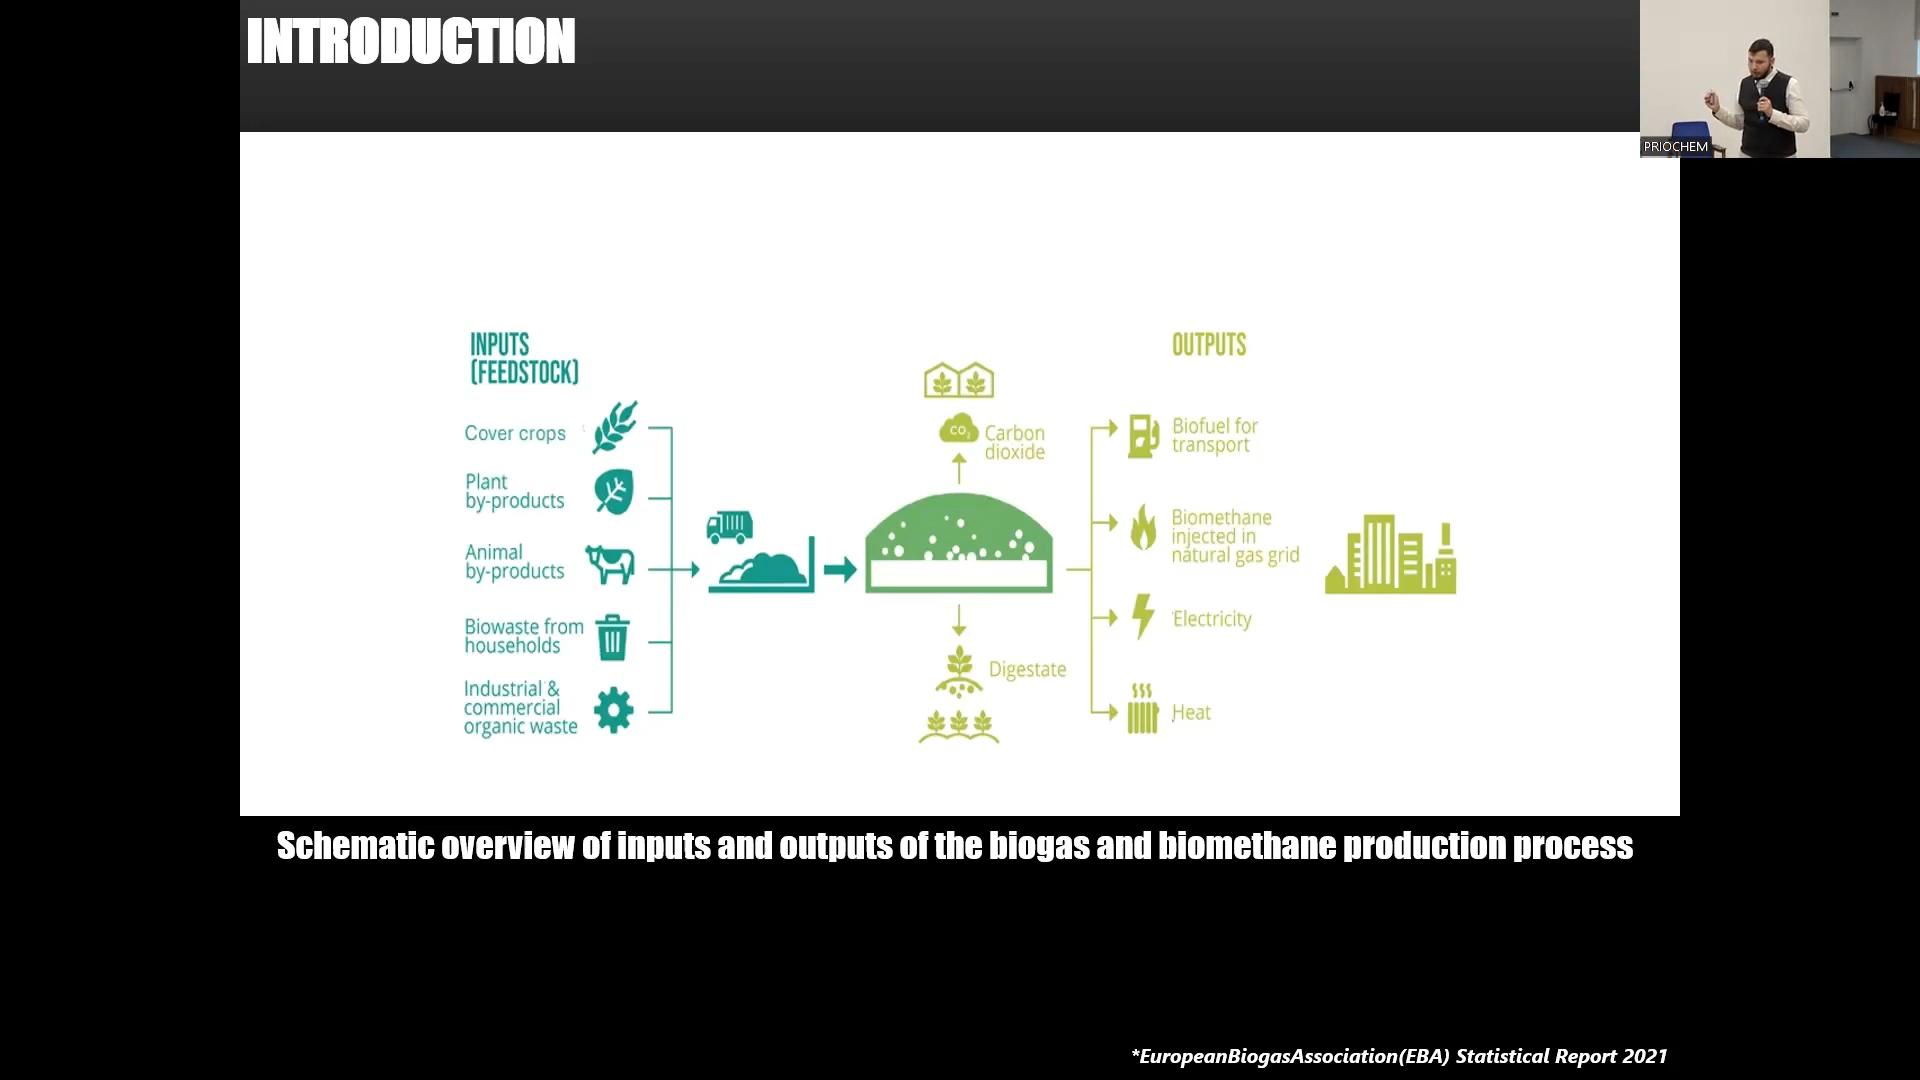 INTRODUCTION
PRIOCHEM
INPUTS
(FEEDSTOCK)
Cover crops
Plant
by-products
Animal
by-products
Biowaste from
households
Industrial &
commercial
organic waste
CO2
Carbon
dioxide
Digestate
OUTPUTS
Biofuel for
transport
Biomethane
injected in
natural gas grid
Electricity
Heat
Schematic overview of inputs and outputs of the biogas and biomethane production process
*EuropeanBiogasAssociation(EBA) Statistical Report 2021